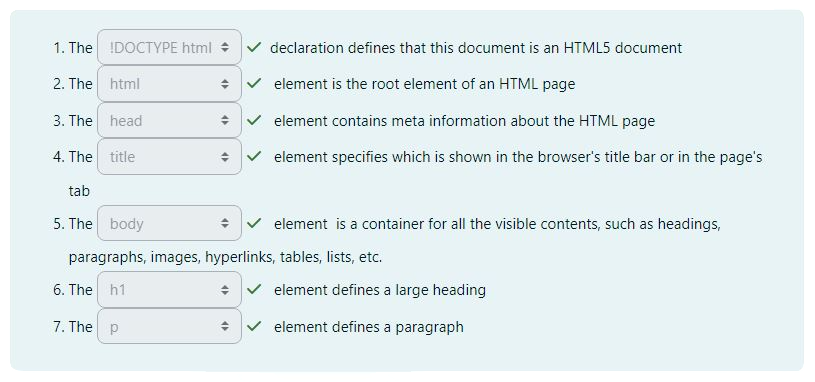 1. The !DOCTYPE html ✓ declaration defines that this document is an HTML5 document
2. The html ✓ element is the root element of an HTML page
3. The head ✓ element contains meta information about the HTML page
4. The title ✓ element specifies which is shown in the browser's title bar or in the page's
tab
5. The body ✓ element is a container for all the visible contents, such as headings,
paragraphs, images, hyperlinks, tables, lists, etc.
6. The h1 ✓ element defines a large heading
7. The p ✓ element defines a paragraph